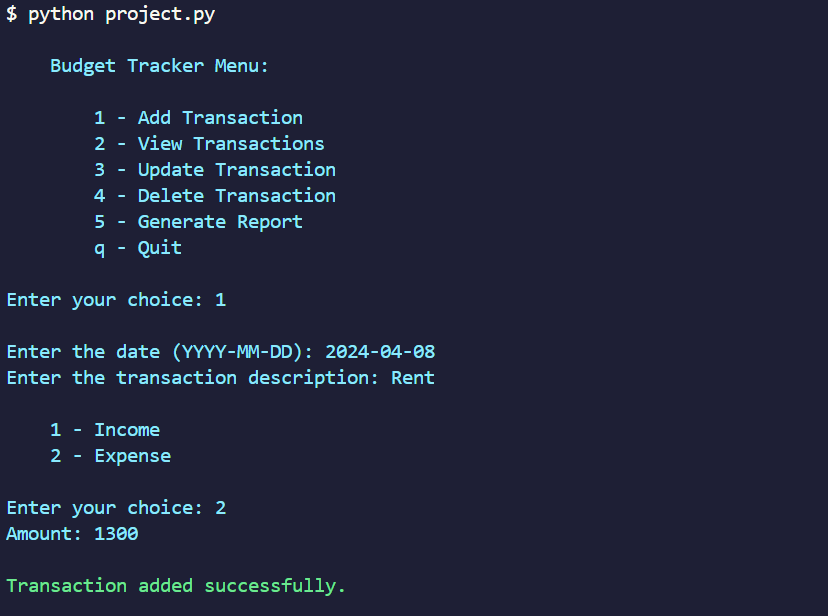 $ python project.py
Budget Tracker Menu:
1 - Add Transaction
2 - View Transactions
3 - Update Transaction
4 - Delete Transaction
5 - Generate Report
q - Quit
Enter your choice: 1
Enter the date (YYYY-MM-DD): 2024-04-08
Enter the transaction description: Rent
1 - Income
2 - Expense
Enter your choice: 2
Amount: 1300
Transaction added successfully.